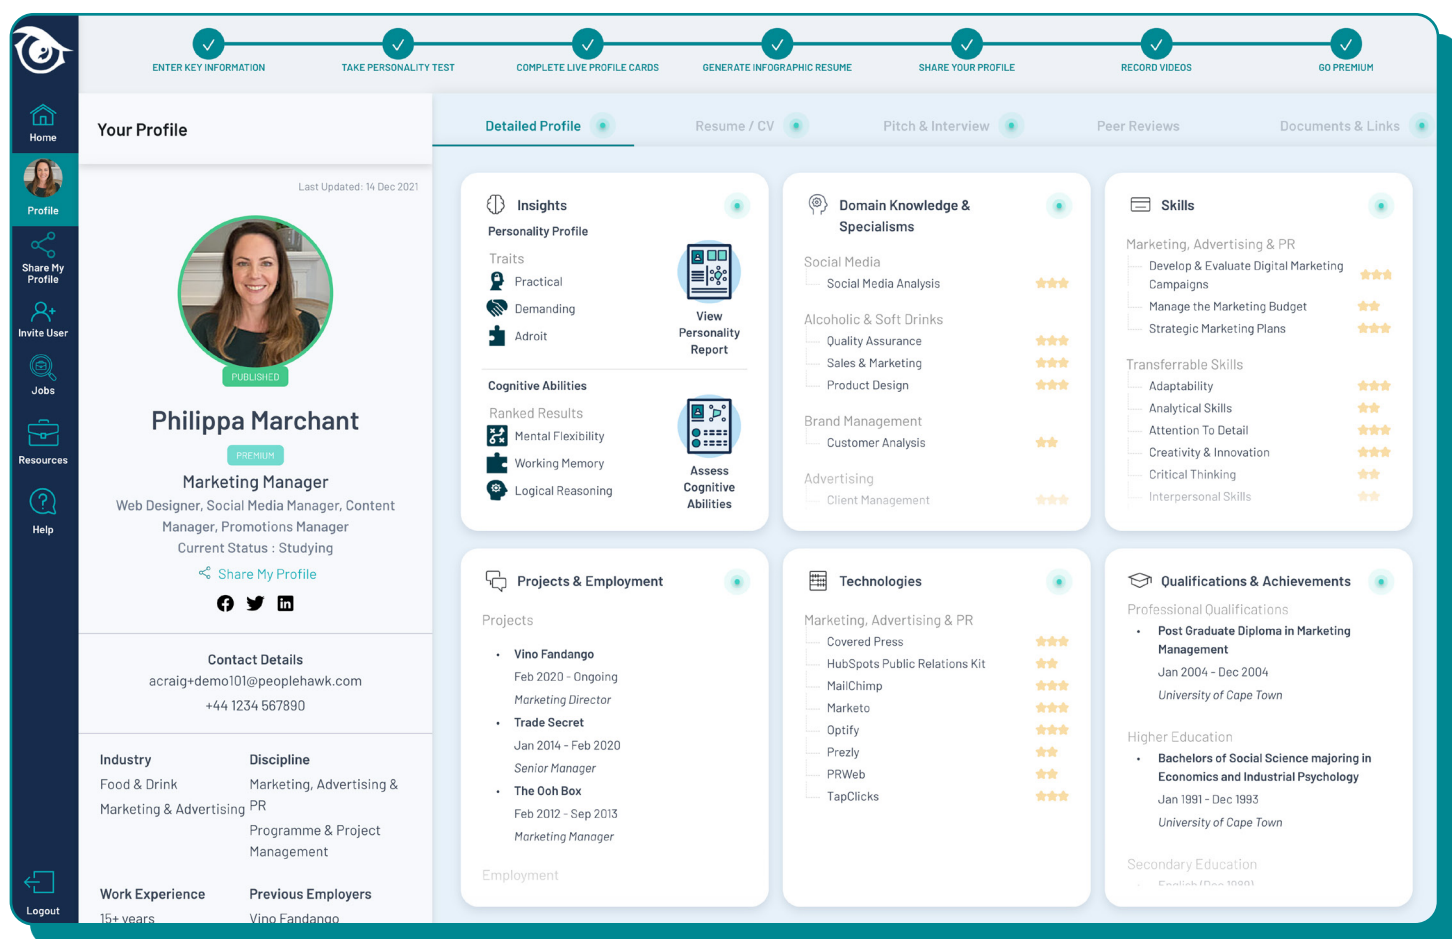 ENTER KEY INFORMATION
TAKE PERSONALITY TEST
COMPLETE LIVE PROFILE CARDS
GENERATE INFOGRAPHIC RESUME
SHARE YOUR PROFILE
RECORD VIDEOS
GO PREMIUM
Home
Profile
Share My
Profile
Invite User
Jobs
Resources
Help
Logout
Your Profile
Last Updated: 14 Dec 2021
PUBLISHED
Philippa Marchant
PREMIUM
Marketing Manager
Web Designer, Social Media Manager, Content
Manager, Promotions Manager
Current Status : Studying
Share My Profile
Contact Details
acraig+demo101@peoplehawk.com
+44 1234 567890
Industry
Food & Drink
Marketing & Advertising
Discipline
Marketing, Advertising &
PR
Programme & Project
Management
Work Experience
15+ years
Previous Employers
Vino Fandango
Detailed Profile
Resume / CV
Pitch & Interview
Peer Reviews
Documents & Links
Insights
Personality Profile
Traits
Practical
Demanding
Adroit
View
Personality
Report
Cognitive Abilities
Ranked Results
Mental Flexibility
Working Memory
Logical Reasoning
Assess
Cognitive
Abilities
Domain Knowledge &
Specialisms
Social Media
Social Media Analysis
Alcoholic & Soft Drinks
Quality Assurance
Sales & Marketing
Product Design
Brand Management
Customer Analysis
Advertising
Client Management
Skills
Marketing, Advertising & PR
Develop & Evaluate Digital Marketing
Campaigns
Manage the Marketing Budget
Strategic Marketing Plans
Transferrable Skills
Adaptability
Analytical Skills
Attention To Detail
Creativity & Innovation
Critical Thinking
Interpersonal Skills
Projects & Employment
Projects
• Vino Fandango
Feb 2020 - Ongoing
Marketing Director
• Trade Secret
Jan 2014 - Feb 2020
Senior Manager
• The Ooh Box
Feb 2012 - Sep 2013
Marketing Manager
Employment
Technologies
Marketing, Advertising & PR
Covered Press
HubSpots Public Relations Kit
MailChimp
Marketo
Optify
Prezly
PRWeb
TapClicks
Qualifications & Achievements
Professional Qualifications
• Post Graduate Diploma in Marketing
Management
Jan 2004 - Dec 2004
University of Cape Town
Higher Education
• Bachelors of Social Science majoring in
Economics and Industrial Psychology
Jan 1991 - Dec 1993
University of Cape Town
Secondary Education
English (Dec 1989)